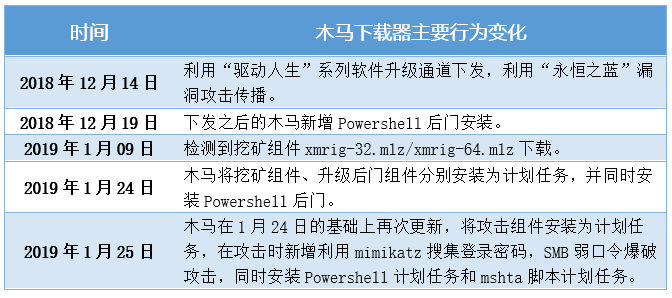 时间 木马下载器主要行为变化
2018 年 12 月 14 日 利用“驱动人生”系列软件升级通道下发，利用“永恒之蓝”漏
洞攻击传播。
2018 年 12 月 19 日 下发之后的木马新增 Powershell 后门安装。
2019 年 1 月 09 日 检测到挖矿组件 xmrig-32.mlz/xmrig-64.mlz 下载。
2019 年 1 月 24 日 木马将挖矿组件、升级后门组件分别安装为计划任务，并同时安
装 Powershell 后门。
2019 年 1 月 25 日 木马在 1 月 24 日的基础上再次更新，将攻击组件安装为计划任
务，在攻击时新增利用 mimikatz 搜集登录密码，SMB 弱口令爆破
攻击，同时安装 Powershell 计划任务和 mshta 脚本计划任务。